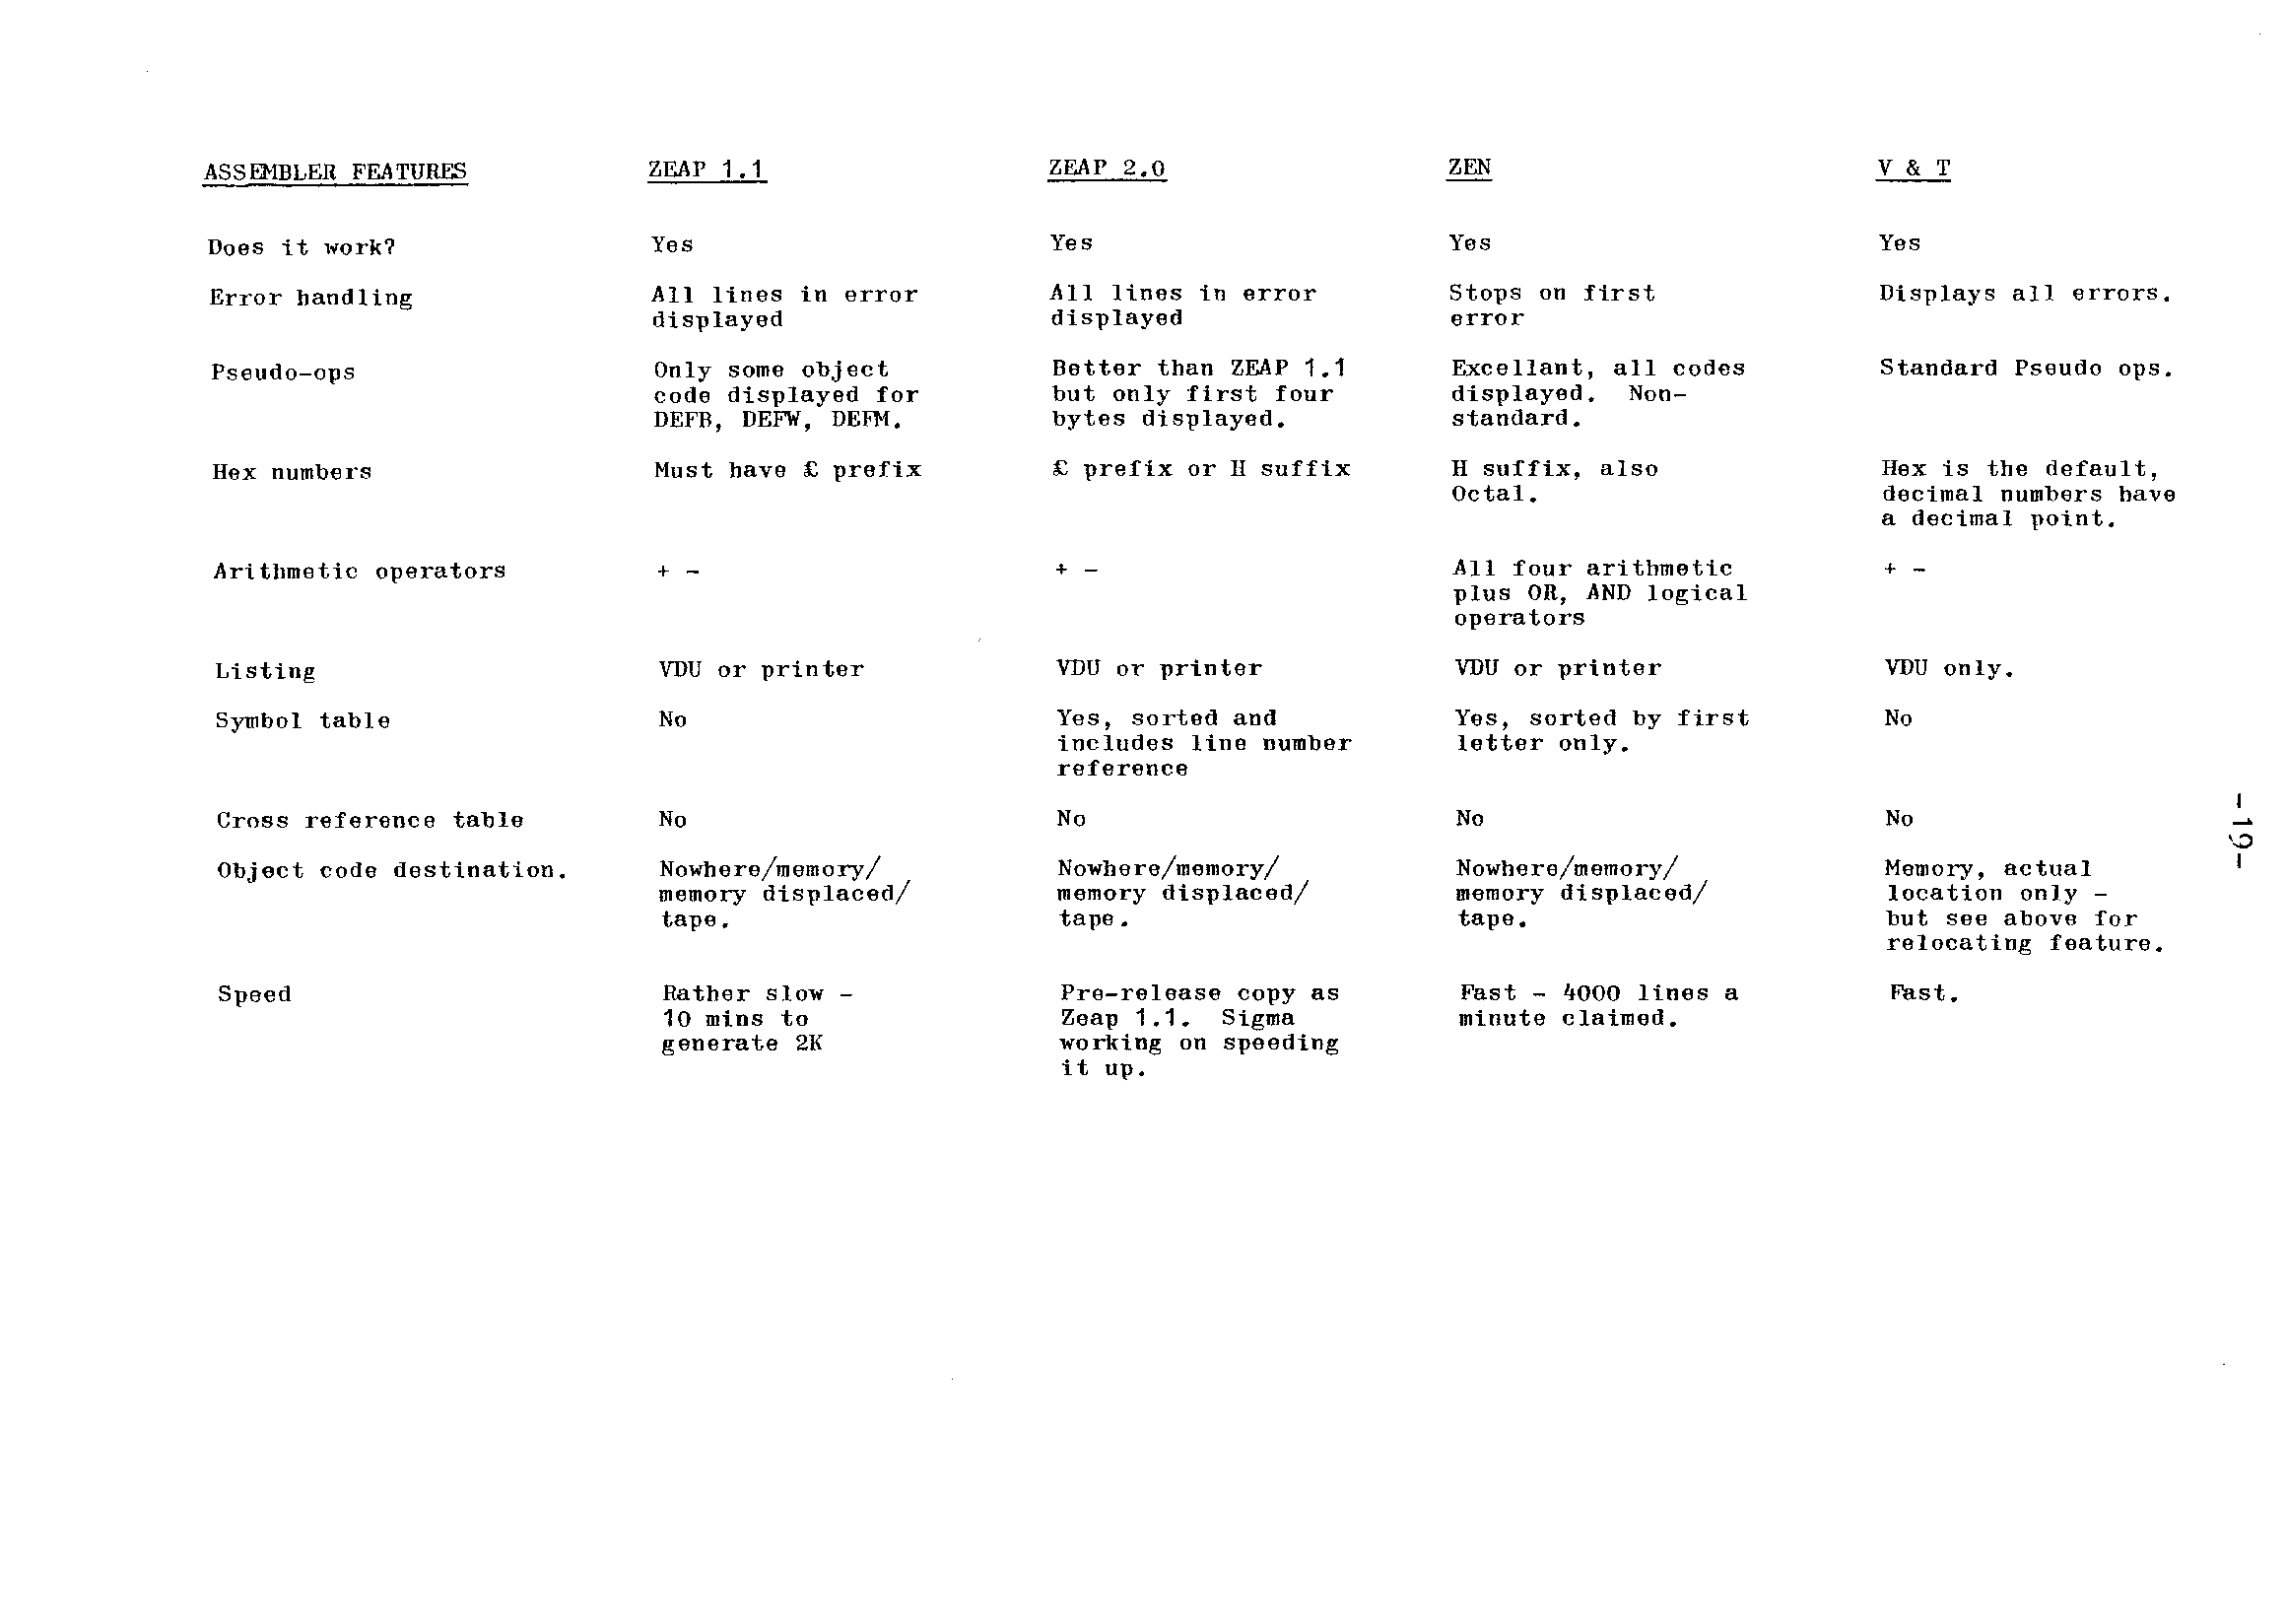 ASSEMBLER FEATURES ZEAP 1.1 ZEAP 2.0 ZEN V & T
Does it work? Yes Yes Yes Yes
Error handling All lines in error All lines in error Stops on first Displays all errors.
displayed displayed error
Pseudo-ops Only some object Better than ZEAP 1.1 Excellant, all codes Standard Pseudo ops.
code displayed for but only first four displayed. Non-
DEFB, DEFW, DEFM. bytes displayed. standard.
Hex numbers Must have £ prefix £ prefix or H suffix H suffix, also Hex is the default,
Octal. decimal numbers have
a decimal point.
Arithmetic operators + - + - All four arithmetic + -
plus OR, AND logical
operators
Listing VDU or printer VDU or printer VDU or printer VDU only.
Symbol table No Yes, sorted and Yes, sorted by first No
includes line number letter only.
reference
Cross reference table No No No No
Object code destination. Nowhere/memory/ Nowhere/memory/ Nowhere/memory/ Memory, actual
memory displaced/ memory displaced/ memory displaced/ location only -
tape. tape. tape. but see above for
relocating feature.
Speed Rather slow - Pre-release copy as Fast - 4000 lines a Fast.
10 mins to Zeap 1.1. Sigma minute claimed.
generate 2K working on speeding
it up.
-19-